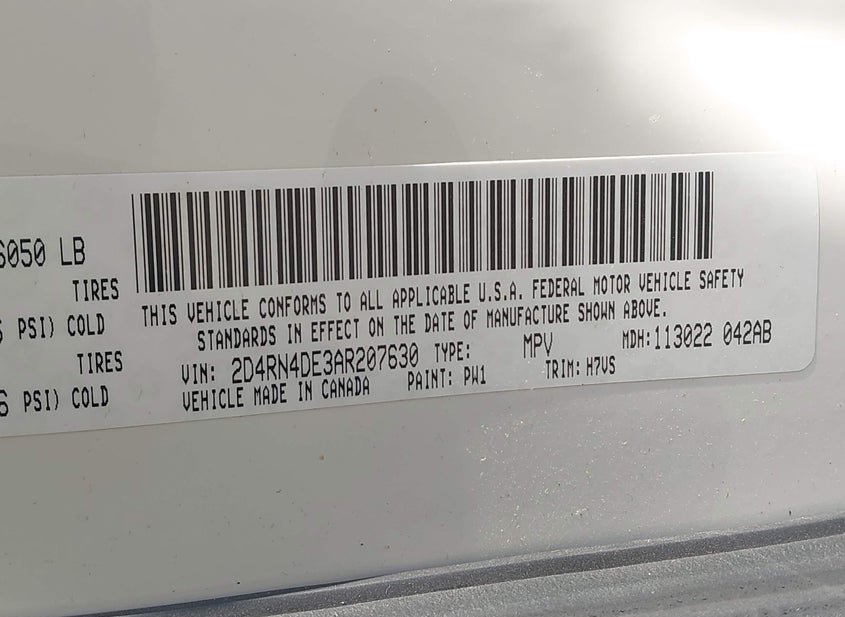 6050 LB
TIRES
PSI) COLD
TIRES
6 PSI) COLD
THIS VEHICLE CONFORMS TO ALL APPLICABLE U.S.A. FEDERAL MOTOR VEHICLE SAFETY
STANDARDS IN EFFECT ON THE DATE OF MANUFACTURE SHOWN ABOVE.
VIN: 2D4RN4DE3AR207630 TYPE: MPV MDH: 113022 042AB
VEHICLE MADE IN CANADA PAINT: PW1 TRIM: H7VS